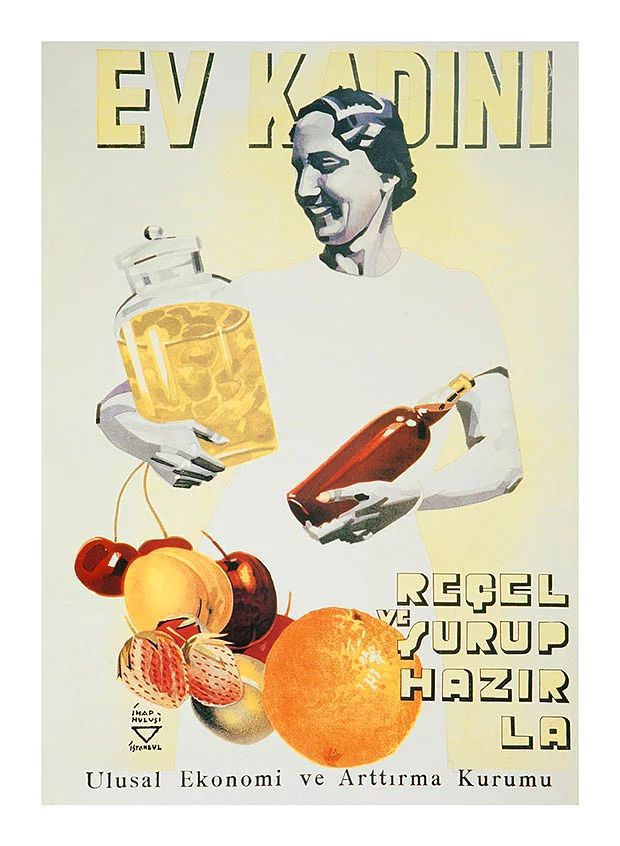 EV KADINI
REÇEL
VE
ŞURUP
HAZIR
LA
İHAP
HULUSİ
İSTANBUL
Ulusal Ekonomi ve Arttırma Kurumu